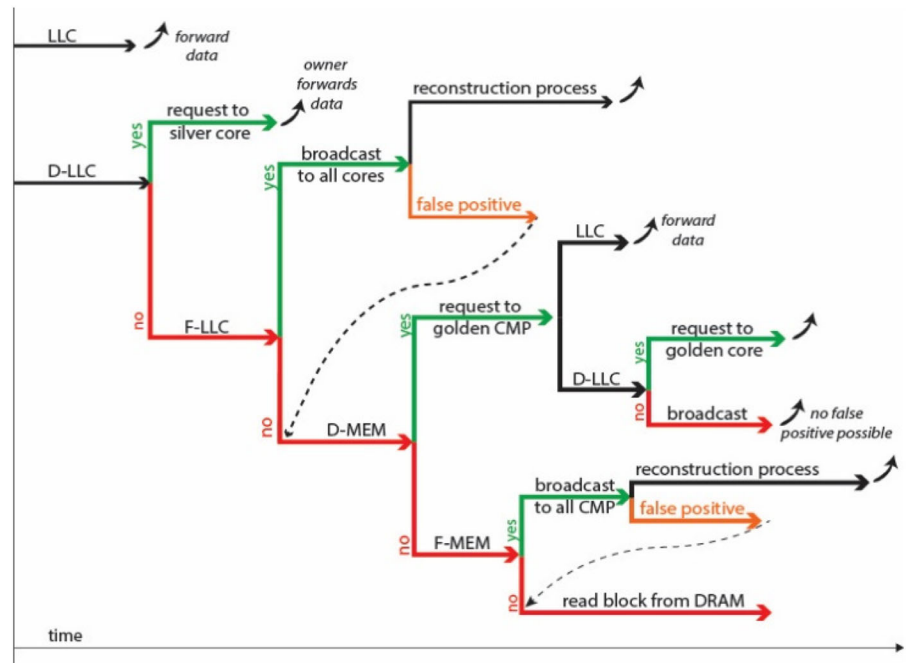 LLC
forward
data
owner
forwards
data
request to
silver core
yes
D-LLC
no
F-LLC
yes
broadcast
to all cores
reconstruction process
false positive
no
D-MEM
yes
request to
golden CMP
LLC
forward
data
D-LLC
yes
request to
golden core
no
broadcast
no false
positive possible
no
F-MEM
yes
broadcast
to all CMP
reconstruction process
false positive
no
read block from DRAM
time